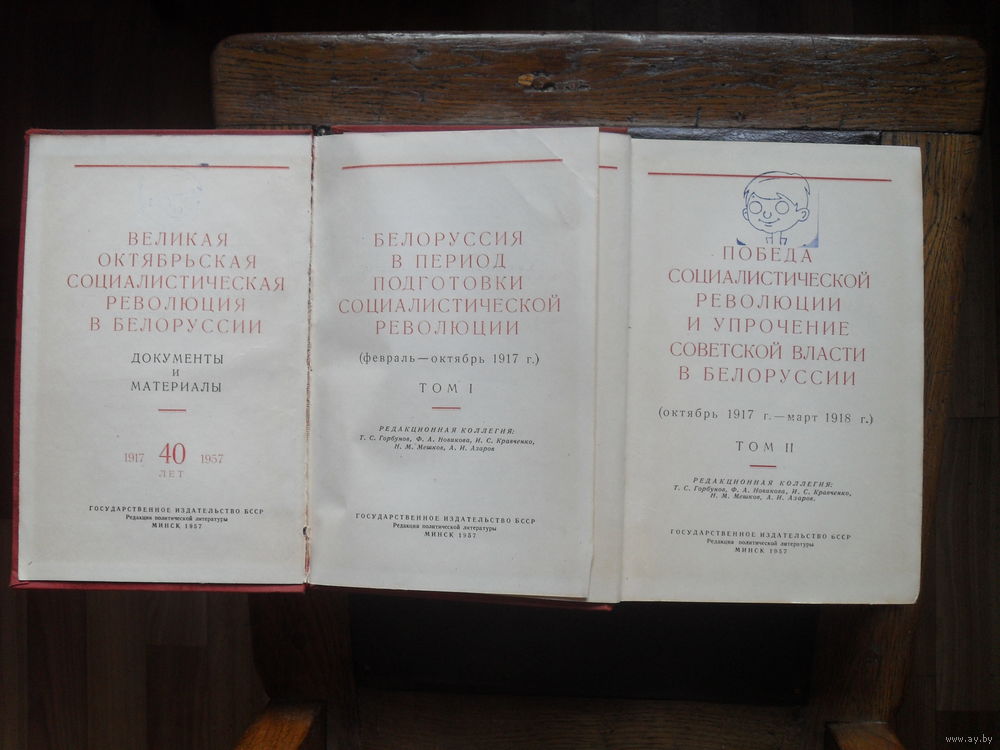 ВЕЛИКАЯ
ОКТЯБРЬСКАЯ
СОЦИАЛИСТИЧЕСКАЯ
РЕВОЛЮЦИЯ
В БЕЛОРУССИИ
ДОКУМЕНТЫ
И
МАТЕРИАЛЫ
1917 40 1957
ЛЕТ
ГОСУДАРСТВЕННОЕ ИЗДАТЕЛЬСТВО БССР
Редакция политической литературы
МИНСК 1957
БЕЛОРУССИЯ
В ПЕРИОД
ПОДГОТОВКИ
СОЦИАЛИСТИЧЕСКОЙ
РЕВОЛЮЦИИ
(февраль—октябрь 1917 г.)
ТОМ I
РЕДАКЦИОННАЯ КОЛЛЕГИЯ:
Т. С. Горбунов, Ф. А. Новикова, И. С. Кравченко,
Н. М. Мешков, А. И. Азаров
ГОСУДАРСТВЕННОЕ ИЗДАТЕЛЬСТВО БССР
Редакция политической литературы
МИНСК 1957
ПОБЕДА
СОЦИАЛИСТИЧЕСКОЙ
РЕВОЛЮЦИИ
И УПРОЧЕНИЕ
СОВЕТСКОЙ ВЛАСТИ
В БЕЛОРУССИИ
(октябрь 1917 г.—март 1918 г.)
ТОМ II
РЕДАКЦИОННАЯ КОЛЛЕГИЯ:
Т. С. Горбунов, Ф. А. Новикова, И. С. Кравченко,
Н. М. Мешков, А. И. Азаров.
ГОСУДАРСТВЕННОЕ ИЗДАТЕЛЬСТВО БССР
Редакция политической литературы
МИНСК 1957
www.ay.by